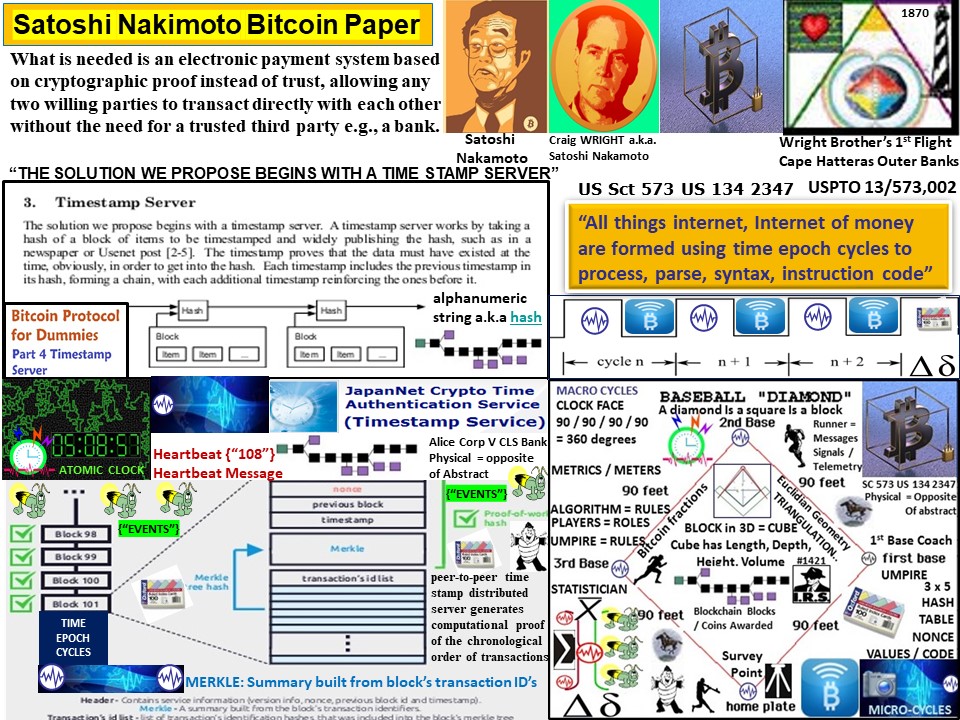 Satoshi Nakimoto Bitcoin Paper
What is needed is an electronic payment system based
on cryptographic proof instead of trust, allowing any
two willing parties to transact directly with each other
without the need for a trusted third party e.g., a bank.
Satoshi
Nakamoto
Craig WRIGHT a.k.a.
Satoshi Nakamoto
1870
Wright Brother's 1st Flight
Cape Hatteras Outer Banks
"THE SOLUTION WE PROPOSE BEGINS WITH A TIME STAMP SERVER"
US Sct 573 US 134 2347
USPTO 13/573,002
3. Timestamp Server
The solution we propose begins with a timestamp server. A timestamp server works by taking a
hash of a block of items to be timestamped and widely publishing the hash, such as in a
newspaper or Usenet post [2-5]. The timestamp proves that the data must have existed at the
time, obviously, in order to get into the hash. Each timestamp includes the previous timestamp in
its hash, forming a chain, with each additional timestamp reinforcing the ones before it.
"All things internet, Internet of money
are formed using time epoch cycles to
process, parse, syntax, instruction code"
Bitcoin Protocol
for Dummies
Part 4 Timestamp
Server
Hash
Hash
Block
Item Item ...
Block
Item Item ...
alphanumeric
string a.k.a hash
cycle n
n + 1
n + 2
Δ δ
05:08:57
ATOMIC CLOCK
JapanNet Crypto Time
Authentication Service
(Timestamp Service)
Heartbeat {"108"}
Heartbeat Message
Alice Corp V CLS Bank
Physical = opposite
of Abstract
{"EVENTS"}
{"EVENTS"}
...
Block 98
Block 99
Block 100
Block 101
TIME
EPOCH
CYCLES
nonce
previous block
timestamp
Merkle
transaction's id list
Merkle
tree hash
Proof-of-work
hash
peer-to-peer time
stamp distributed
server generates
computational proof
of the chronological
order of transactions
MERKLE: Summary built from block's transaction ID's
Header - Contains service information (version info, nonce, previous block id and timestamp).
Merkle - A summary built from the block's transaction identifiers.
Transaction's id list - list of transaction's identification hashes, that was included into the block's merkle tree
MACRO CYCLES
CLOCK FACE
90 / 90 / 90 / 90
= 360 degrees
METRICS / METERS
BASEBALL "DIAMOND"
A diamond Is a square Is a block
2nd Base
Runner =
Messages
Signals /
Telemetry
90 feet
90 feet
SC 573 US 134 2347
Physical = Opposite
Of abstract
ALGORITHM = RULES
PLAYERS = ROLES
UMPIRE = RULES
Bitcoin fractions
Euclidian Geometry
TRIANGULATION..
BLOCK in 3D = CUBE
Cube has Length, Depth,
Height, Volume
#1421
I.R.S.
3rd Base
STATISTICIAN
1st Base Coach
first base
UMPIRE
3 x 5
HASH
TABLE
NONCE
VALUES / CODE
Blockchain Blocks
/ Coins Awarded
90 feet
90 feet
Survey
Point
home plate
Δ δ
MICRO-CYCLES